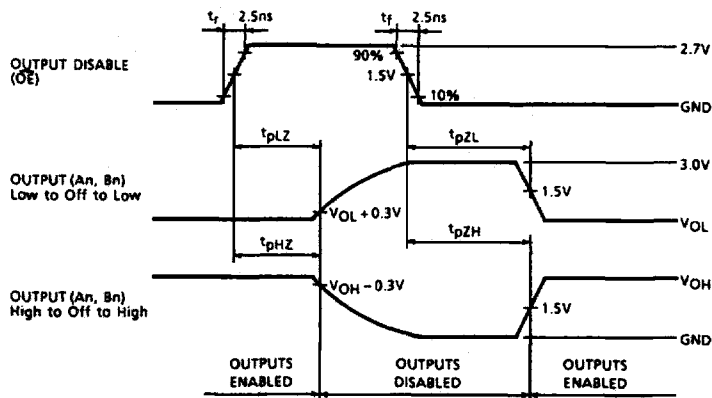 tr 2.5ns tf 2.5ns
OUTPUT DISABLE
(OE)
90%
1.5V
1.5V
10%
2.7V
GND
tpLZ
tpZL
OUTPUT (An, Bn)
Low to Off to Low
VOL + 0.3V
3.0V
1.5V
VOL
tpHZ
tpZH
OUTPUT (An, Bn)
High to Off to High
VOH – 0.3V
VOH
1.5V
GND
OUTPUTS
ENABLED
OUTPUTS
DISABLED
OUTPUTS
ENABLED